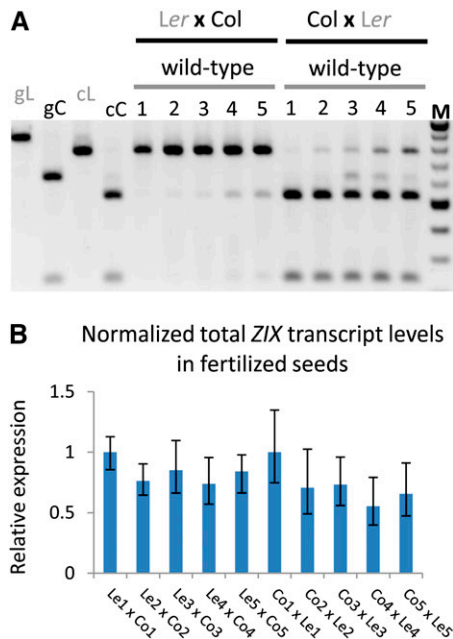 A
Ler x Col Col x Ler
wild-type wild-type
gL gC cL cC 1 2 3 4 5 1 2 3 4 5 M
B
Normalized total ZIX transcript levels
in fertilized seeds
Relative expression
1.5
1
0.5
0
Le1 x Co1
Le2 x Co2
Le3 x Co3
Le4 x Co4
Le5 x Co5
Co1 x Le1
Co2 x Le2
Co3 x Le3
Co4 x Le4
Co5 x Le5